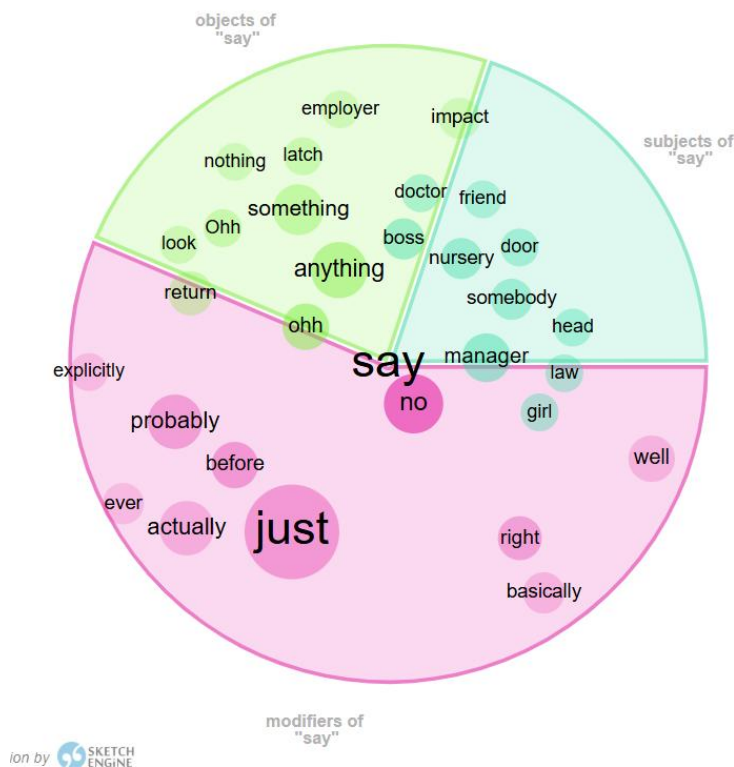 objects of
"say"
employer
impact
subjects of
"say"
nothing
latch
doctor
friend
something
Ohh
boss
door
look
nursery
anything
return
somebody
ohh
head
say
manager
explicitly
law
no
girl
probably
well
before
ever
actually
just
right
basically
modifiers of
"say"
ion by SKETCH
ENGINE